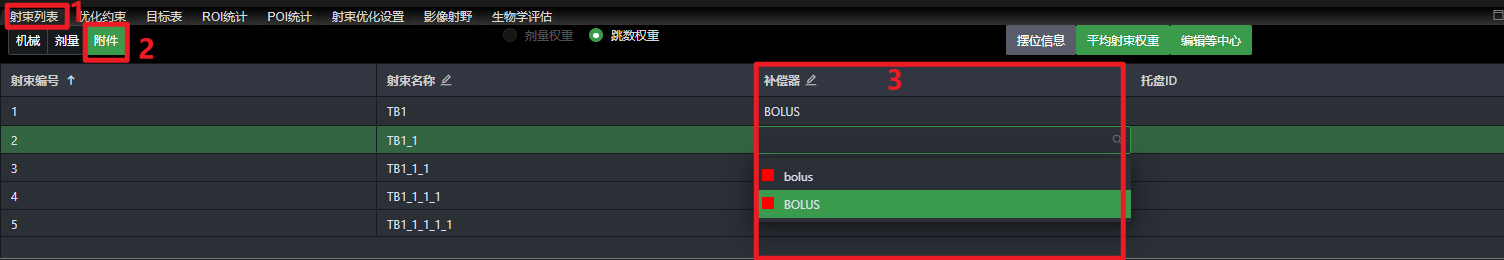 射束列表 优化约束 目标表 ROI统计 POI统计 射束优化设置 影像射野 生物学评估
1
机械 剂量 附件 剂量权重 跳数权重 摆位信息 平均射束权重 编辑等中心
2
射束编号 射束名称 补偿器 托盘ID
3
1 TB1 BOLUS
2 TB1_1
3 TB1_1_1
bolus
4 TB1_1_1_1
BOLUS
5 TB1_1_1_1_1